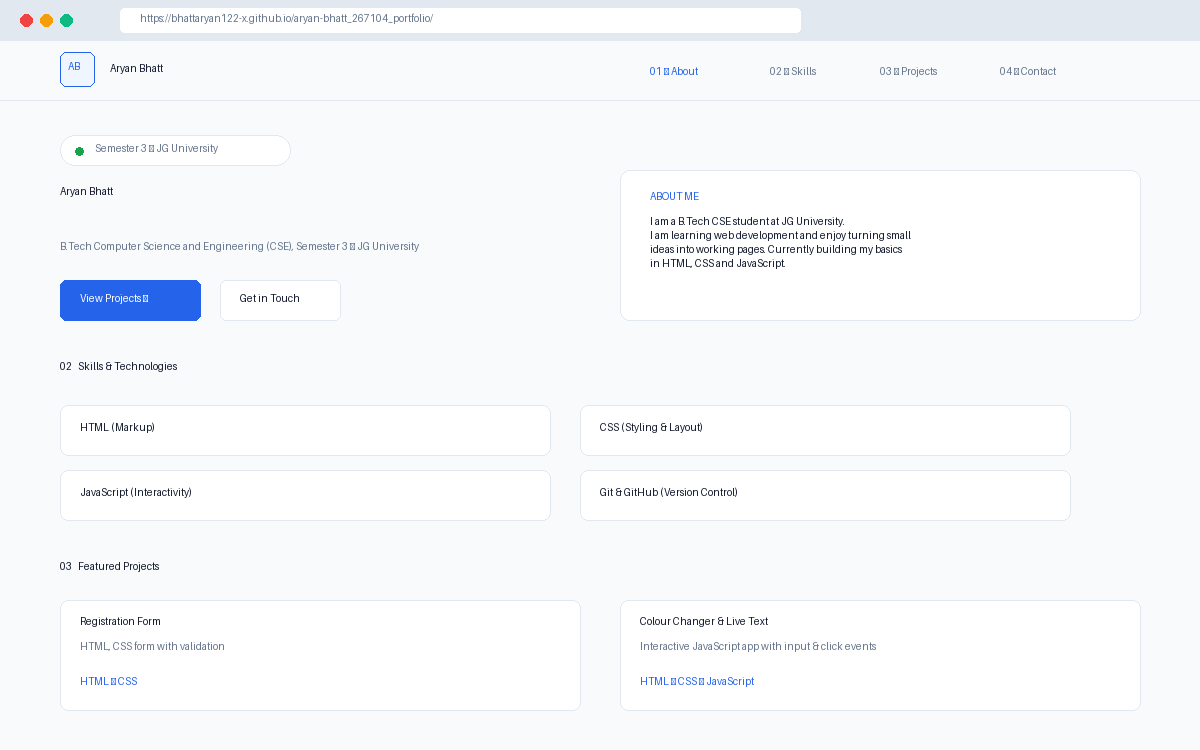 https://bhattaryan122-x.github.io/aryan-bhatt_267104_portfolio/
AB
Aryan Bhatt
01 About
02 Skills
03 Projects
04 Contact
Semester 3 JG University
Aryan Bhatt
B.Tech Computer Science and Engineering (CSE), Semester 3 JG University
View Projects
Get in Touch
ABOUT ME
I am a B.Tech CSE student at JG University.
I am learning web development and enjoy turning small
ideas into working pages. Currently building my basics
in HTML, CSS and JavaScript.
02 Skills & Technologies
HTML (Markup)
CSS (Styling & Layout)
JavaScript (Interactivity)
Git & GitHub (Version Control)
03 Featured Projects
Registration Form
HTML, CSS form with validation
HTML CSS
Colour Changer & Live Text
Interactive JavaScript app with input & click events
HTML CSS JavaScript